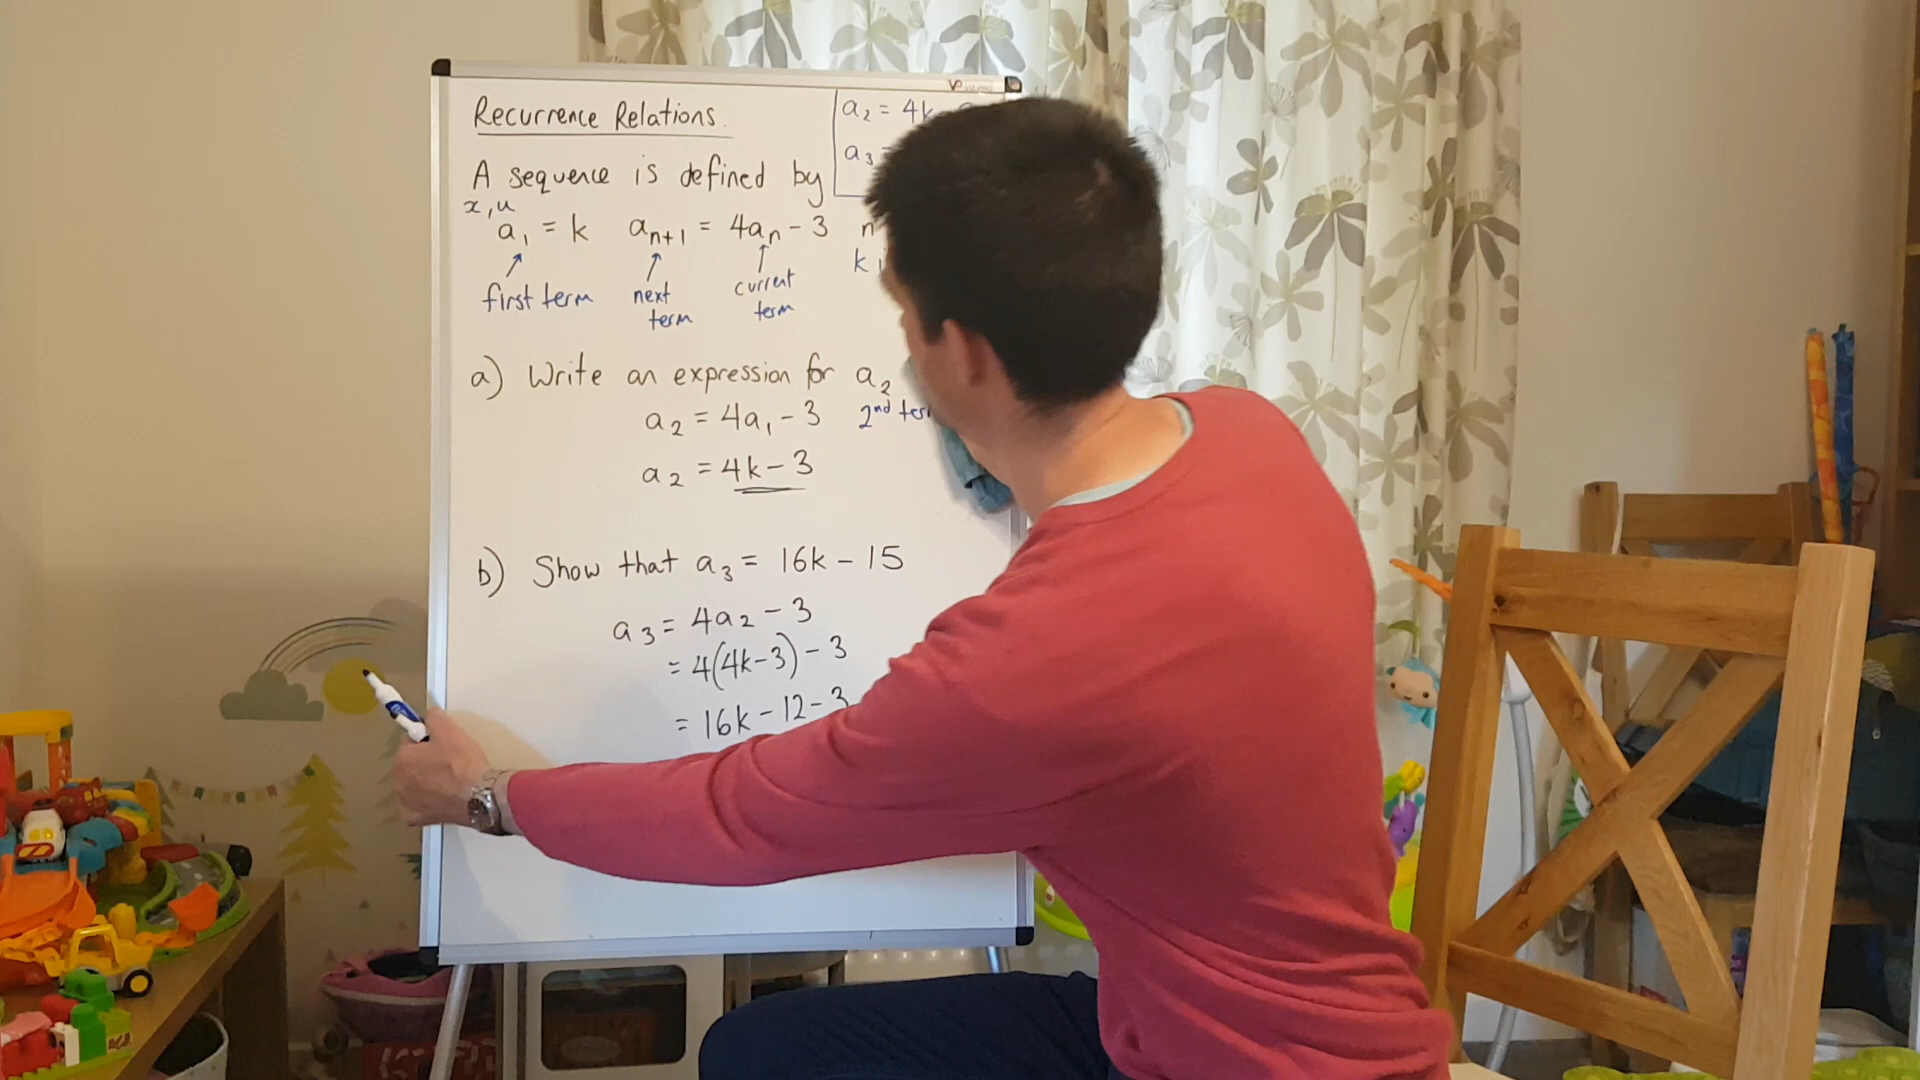 Recurrence Relations.
a2 = 4k
a3 =
A sequence is defined by
x, u
a1 = k an+1 = 4an - 3 n
k
first term next term current term
a) Write an expression for a2
a2 = 4a1 - 3 2nd
a2 = 4k - 3
b) Show that a3 = 16k - 15
a3 = 4a2 - 3
= 4(4k-3) - 3
= 16k - 12 - 3